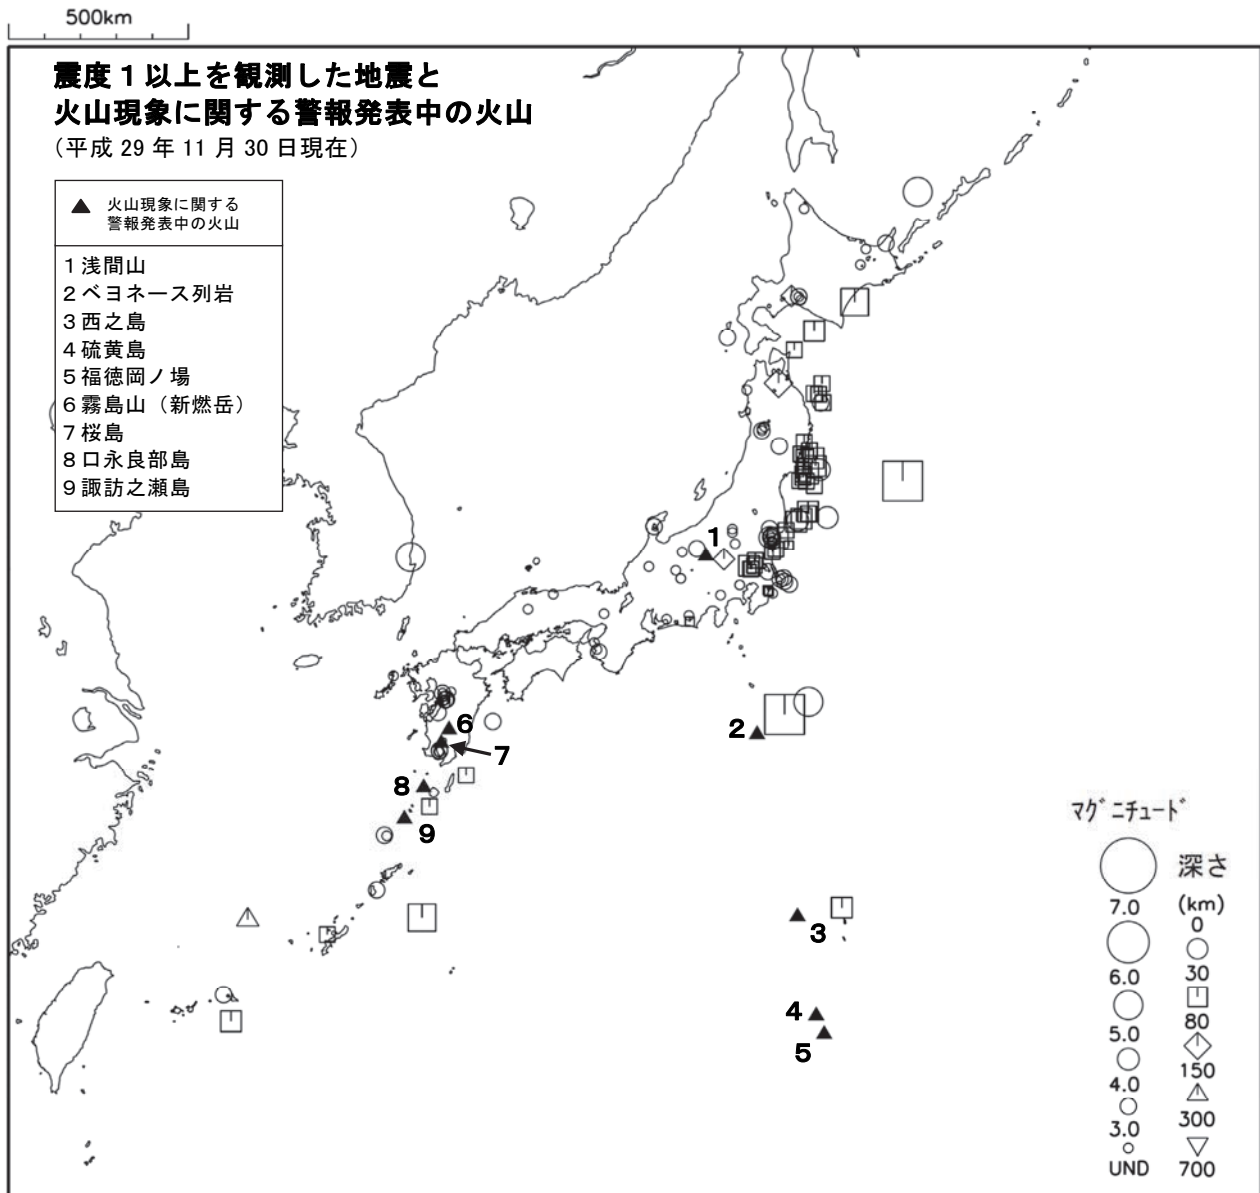 500km
震度1以上を観測した地震と
火山現象に関する警報発表中の火山
（平成 29 年 11 月 30 日現在）
▲ 火山現象に関する
警報発表中の火山
1 浅間山
2 ベヨネース列岩
3 西之島
4 硫黄島
5 福徳岡ノ場
6 霧島山（新燃岳）
7 桜島
8 口永良部島
9 諏訪之瀬島
1
2
6
7
8
9
3
4
5
マグニチュード
深さ
(km)
7.0
0
6.0
30
5.0
80
4.0
150
3.0
300
UND
700